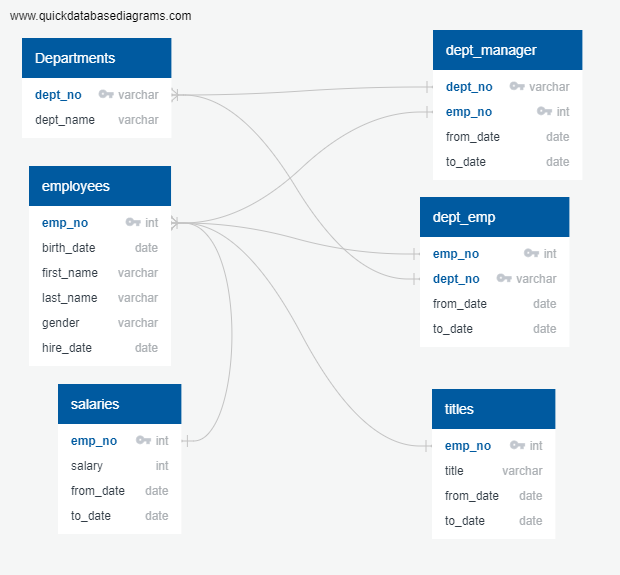 www.quickdatabasediagrams.com
Departments
dept_no varchar
dept_name varchar
employees
emp_no int
birth_date date
first_name varchar
last_name varchar
gender varchar
hire_date date
salaries
emp_no int
salary int
from_date date
to_date date
dept_manager
dept_no varchar
emp_no int
from_date date
to_date date
dept_emp
emp_no int
dept_no varchar
from_date date
to_date date
titles
emp_no int
title varchar
from_date date
to_date date